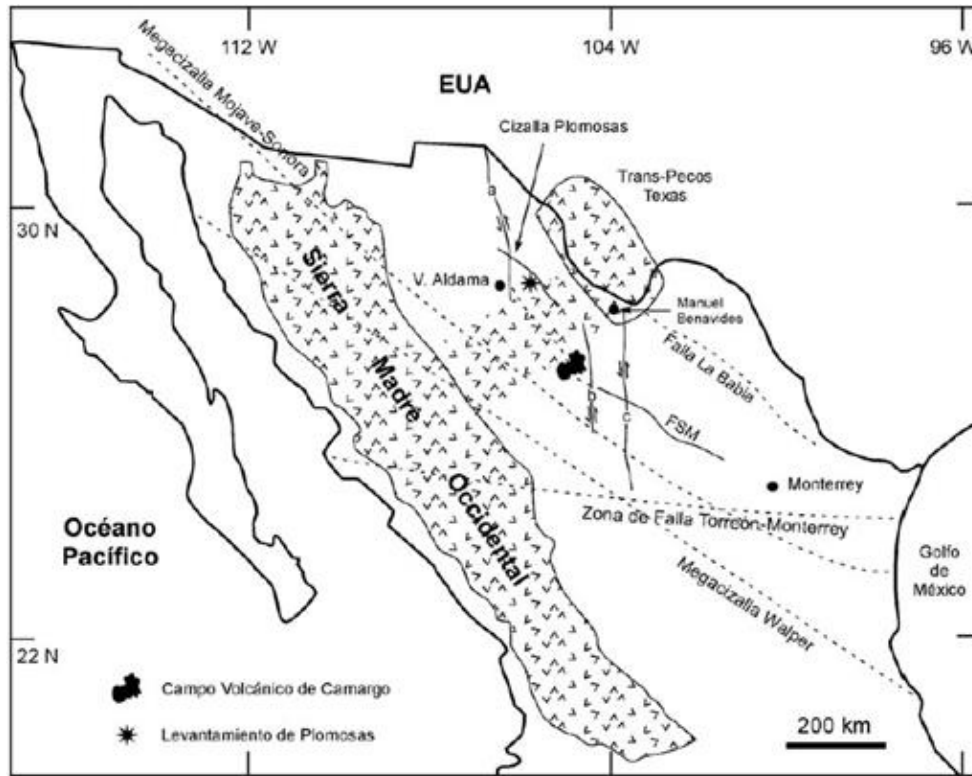 112 W
104 W
96 W
Megacizalla Mojave-Sonora
EUA
Cizalla Plomosas
Trans-Pecos
Texas
a
30 N
V. Aldama
Manuel
Benavides
Sierra
Madre
Occidental
Falla La Babia
b
c
FSM
Monterrey
Zona de Falla Torreón-Monterrey
Océano
Pacífico
Golfo
de
México
Megacizalla Walper
22 N
Campo Volcánico de Camargo
Levantamiento de Plomosas
200 km